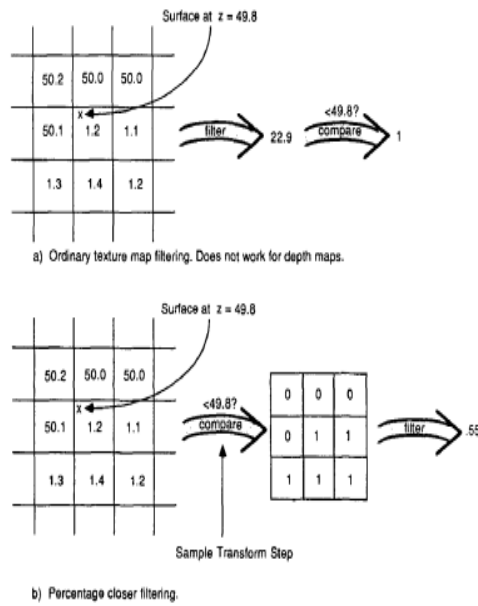 Surface at z = 49.8
50.2 50.0 50.0
x
50.1 1.2 1.1
1.3 1.4 1.2
filter
22.9
<49.8?
compare
1
a) Ordinary texture map filtering. Does not work for depth maps.
Surface at z = 49.8
50.2 50.0 50.0
x
50.1 1.2 1.1
1.3 1.4 1.2
<49.8?
compare
0 0 0
0 1 1
1 1 1
filter
.55
Sample Transform Step
b) Percentage closer filtering.